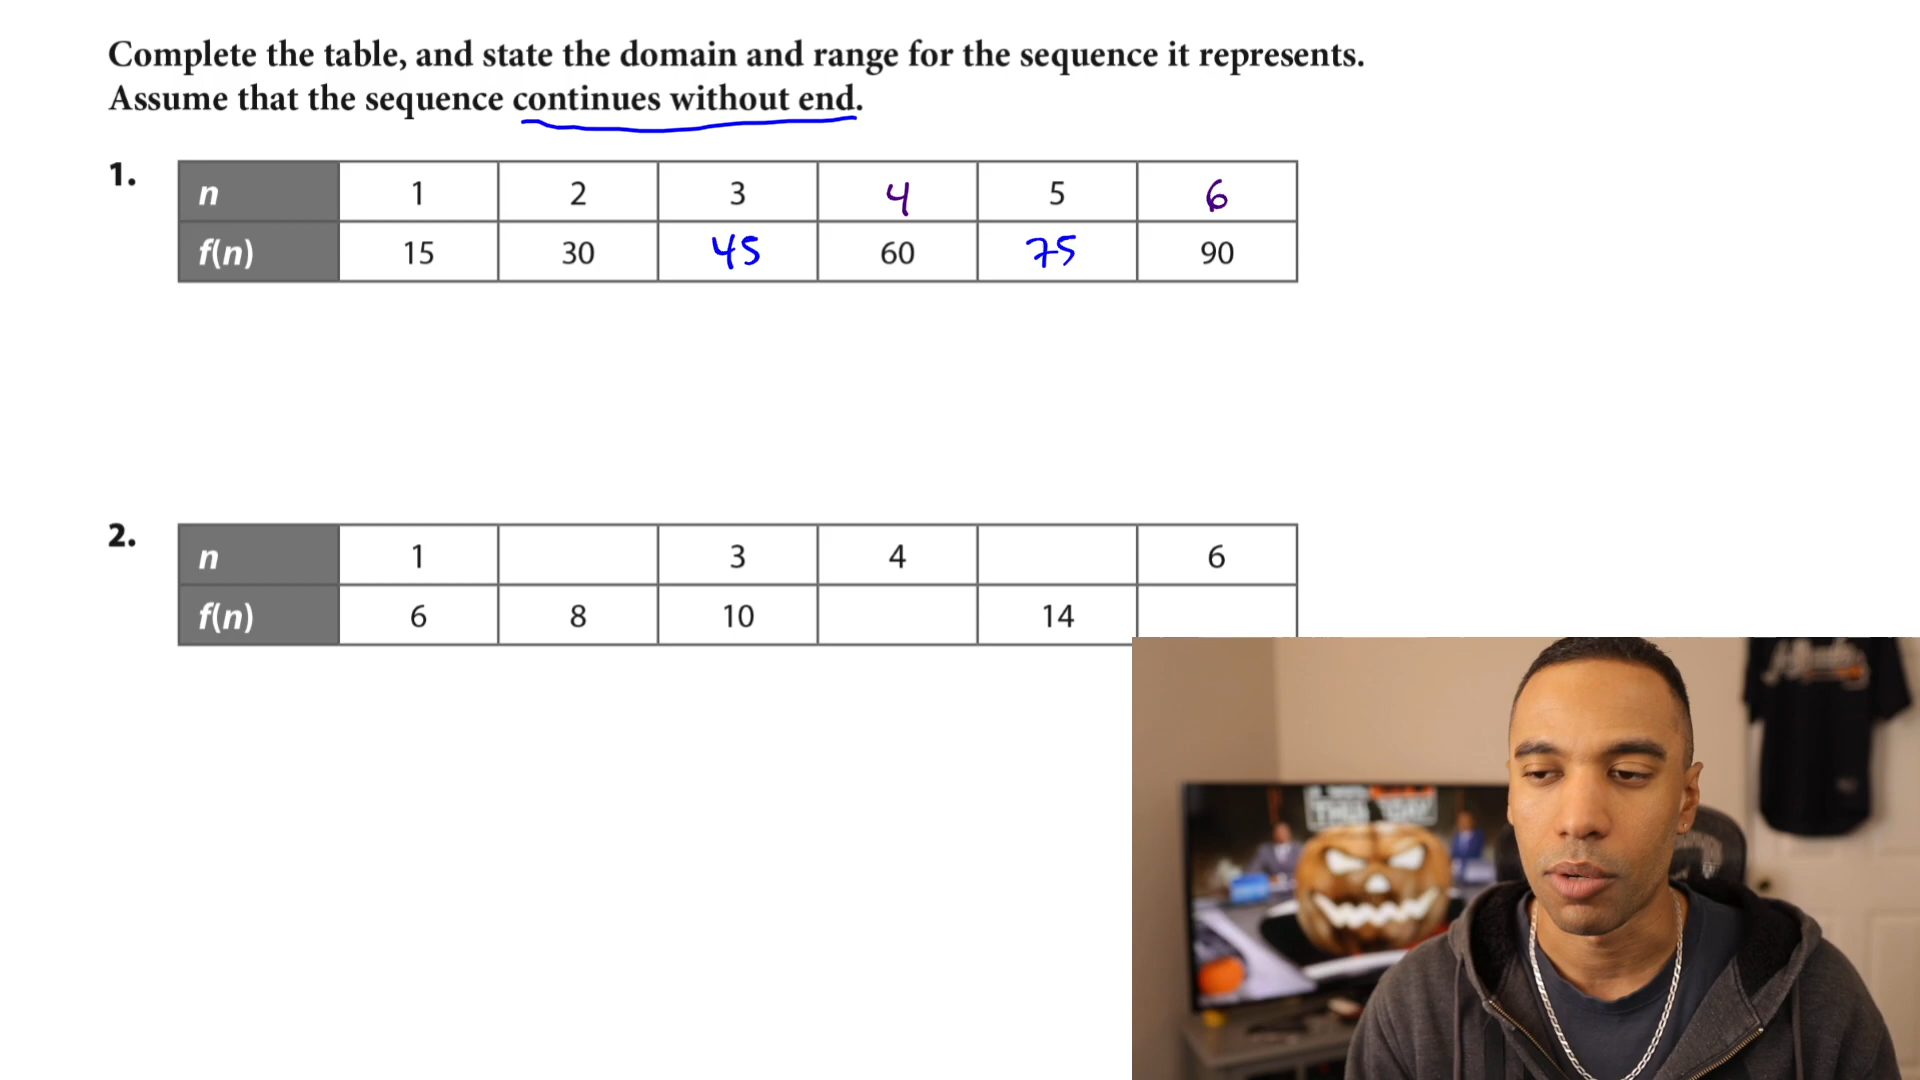 Complete the table, and state the domain and range for the sequence it represents.
Assume that the sequence continues without end.
1.
n 1 2 3 4 5 6
f(n) 15 30 45 60 75 90
2.
n 1 3 4 6
f(n) 6 8 10 14